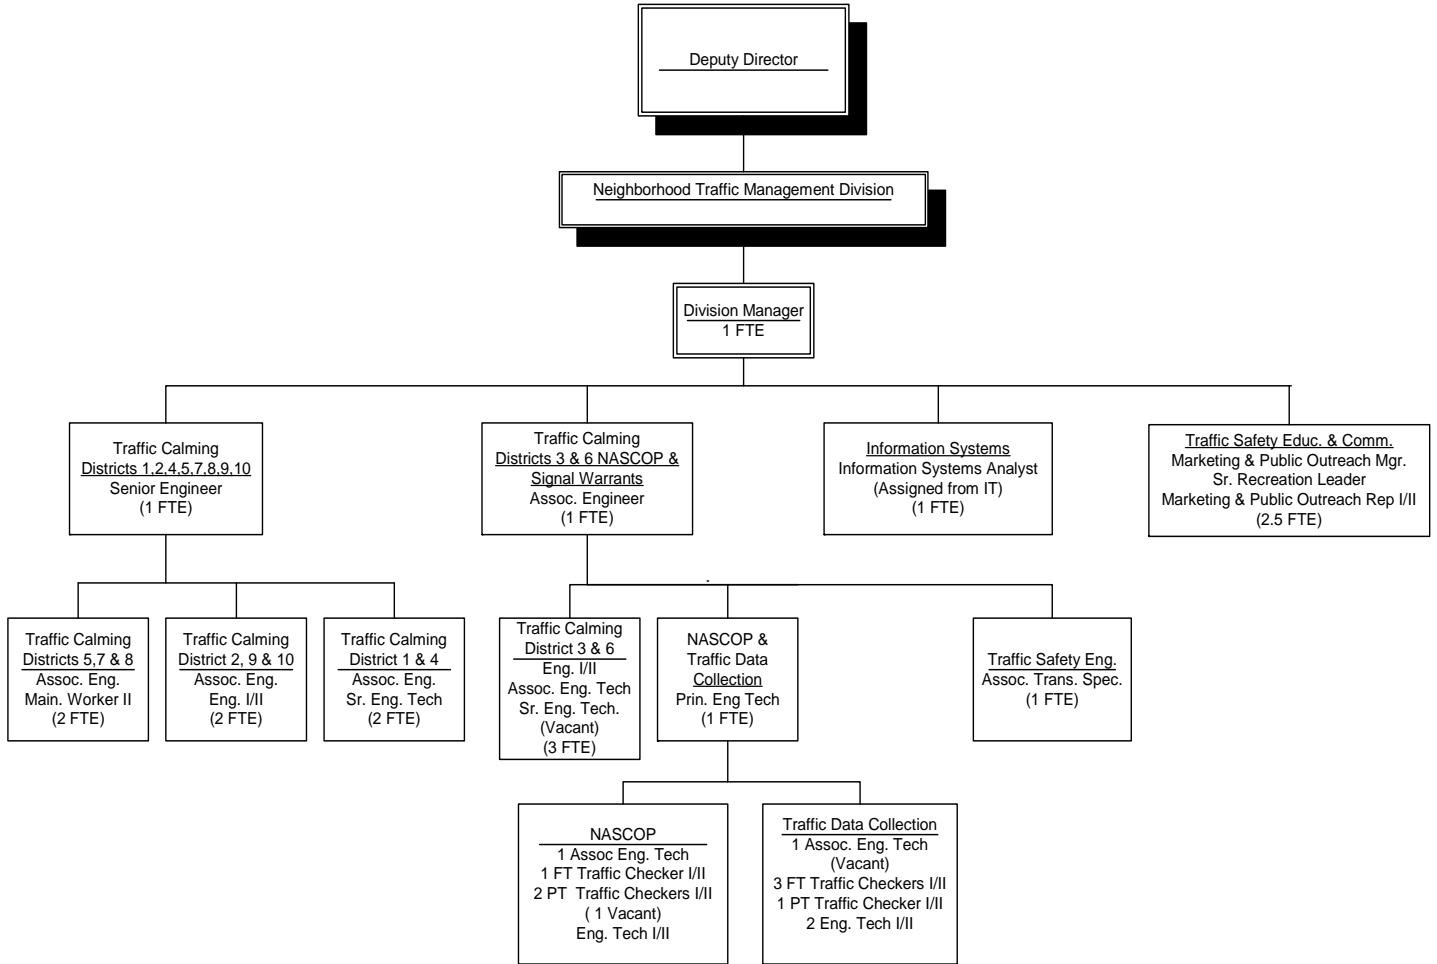 Deputy Director
Neighborhood Traffic Management Division
Division Manager
1 FTE
Traffic Calming
Districts 1,2,4,5,7,8,9,10
Senior Engineer
(1 FTE)
Traffic Calming
Districts 3 & 6 NASCOP &
Signal Warrants
Assoc. Engineer
(1 FTE)
Information Systems
Information Systems Analyst
(Assigned from IT)
(1 FTE)
Traffic Safety Educ. & Comm.
Marketing & Public Outreach Mgr.
Sr. Recreation Leader
Marketing & Public Outreach Rep I/II
(2.5 FTE)
Traffic Calming
Districts 5,7 & 8
Assoc. Eng.
Main. Worker II
(2 FTE)
Traffic Calming
District 2, 9 & 10
Assoc. Eng.
Eng. I/II
(2 FTE)
Traffic Calming
District 1 & 4
Assoc. Eng.
Sr. Eng. Tech
(2 FTE)
Traffic Calming
District 3 & 6
Eng. I/II
Assoc. Eng. Tech
Sr. Eng. Tech.
(Vacant)
(3 FTE)
NASCOP &
Traffic Data
Collection
Prin. Eng Tech
(1 FTE)
Traffic Safety Eng.
Assoc. Trans. Spec.
(1 FTE)
NASCOP
1 Assoc Eng. Tech
1 FT Traffic Checker I/II
2 PT  Traffic Checkers I/II
( 1 Vacant)
Eng. Tech I/II
Traffic Data Collection
1 Assoc. Eng. Tech
(Vacant)
3 FT Traffic Checkers I/II
1 PT Traffic Checker I/II
2 Eng. Tech I/II